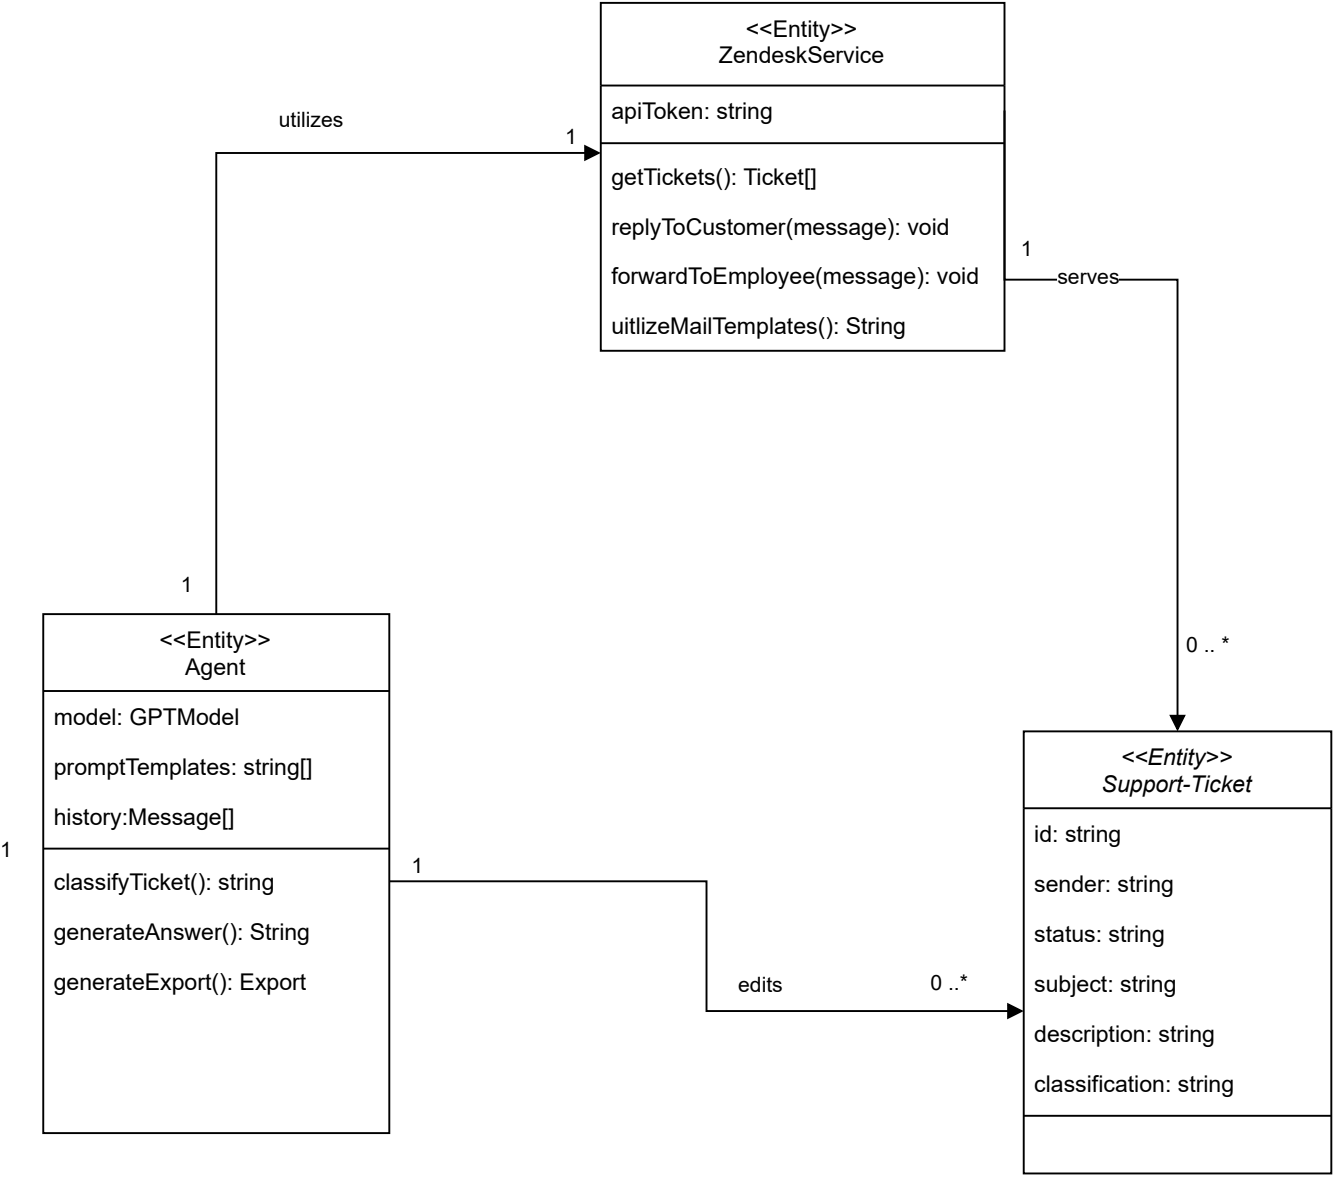 <<Entity>>
ZendeskService
apiToken: string
getTickets(): Ticket[]
replyToCustomer(message): void
forwardToEmployee(message): void
uitlizeMailTemplates(): String
utilizes
1
1
1
serves
0 .. *
<<Entity>>
Agent
model: GPTModel
promptTemplates: string[]
history:Message[]
classifyTicket(): string
generateAnswer(): String
generateExport(): Export
1
1
edits
0 ..*
<<Entity>>
Support-Ticket
id: string
sender: string
status: string
subject: string
description: string
classification: string